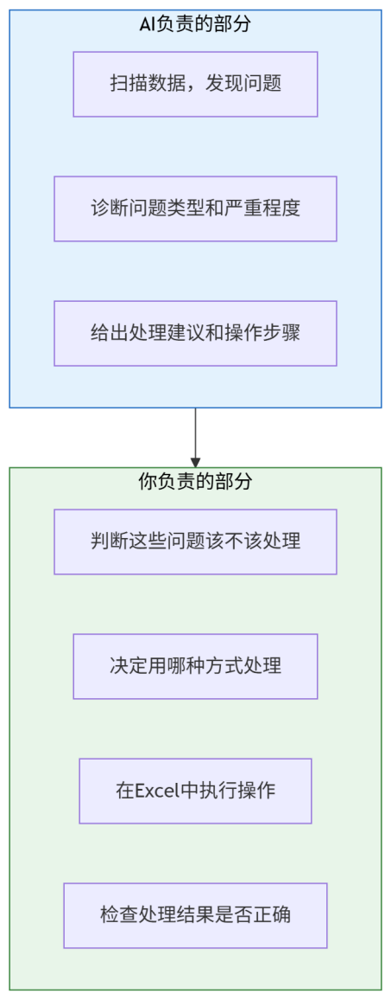 AI负责的部分
扫描数据，发现问题
诊断问题类型和严重程度
给出处理建议和操作步骤
你负责的部分
判断这些问题该不该处理
决定用哪种方式处理
在Excel中执行操作
检查处理结果是否正确